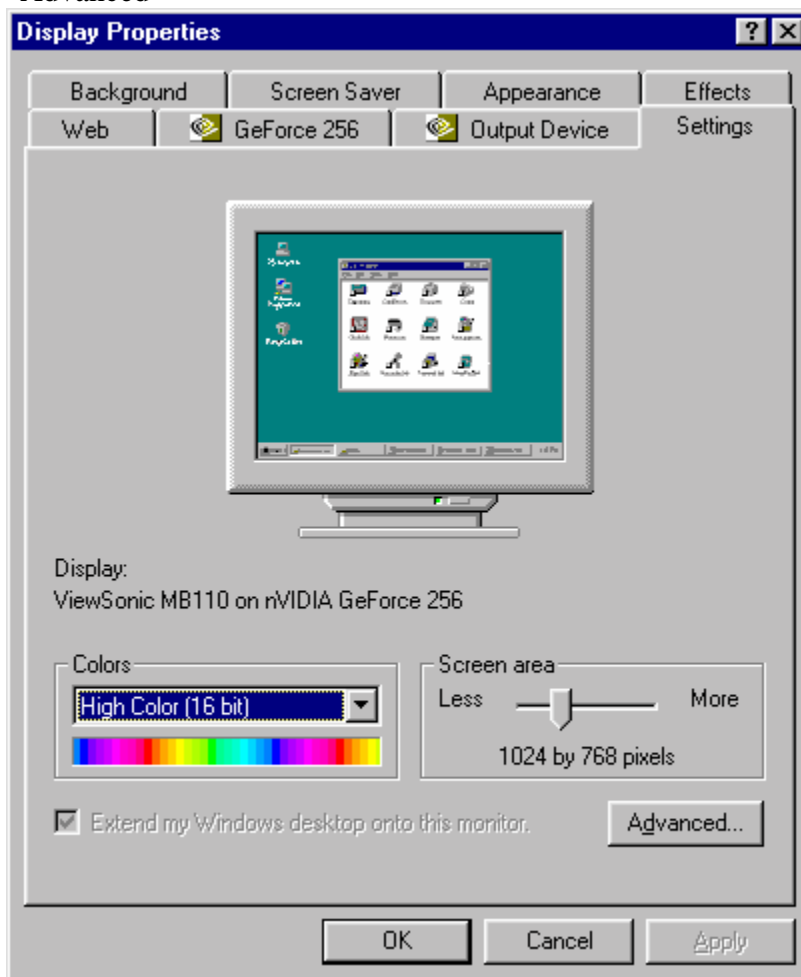 Advanced
Display Properties
Background Screen Saver Appearance Effects
Web GeForce 256 Output Device Settings
Display:
ViewSonic MB110 on nVIDIA GeForce 256
Colors
High Color (16 bit)
Screen area
Less More
1024 by 768 pixels
Extend my Windows desktop onto this monitor.
Advanced...
OK Cancel Apply